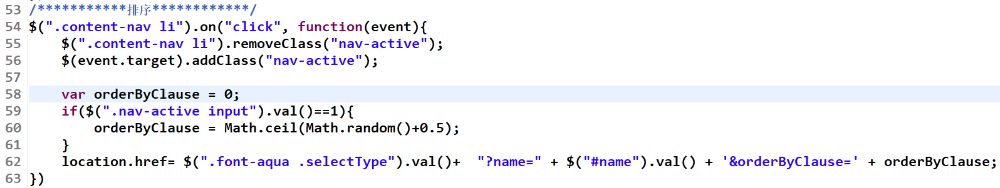 53 /***********排序************/
54 $(".content-nav li").on("click", function(event){
55     $(".content-nav li").removeClass("nav-active");
56     $(event.target).addClass("nav-active");
57
58     var orderByClause = 0;
59     if($(".nav-active input").val()==1){
60         orderByClause = Math.ceil(Math.random()+0.5);
61     }
62     location.href= $(".font-aqua .selectType").val()+  "?name=" + $("#name").val() + '&orderByClause=' + orderByClause;
63 })